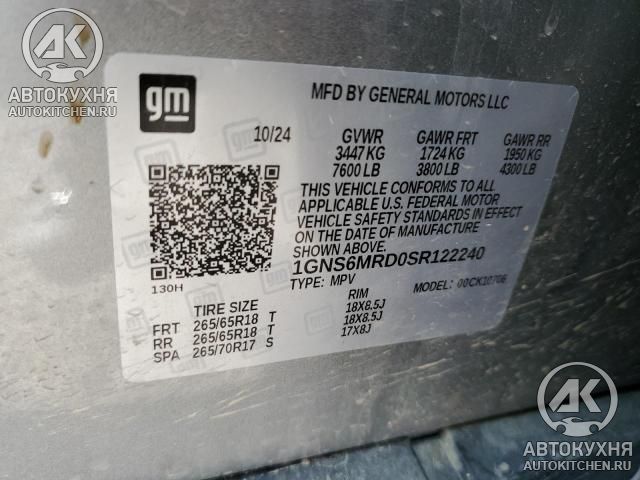 AK
АВТОКУХНЯ
AUTOKITCHEN.RU
gm
MFD BY GENERAL MOTORS LLC
10/24 GVWR GAWR FRT GAWR RR
3447 KG 1724 KG 1950 KG
7600 LB 3800 LB 4300 LB
THIS VEHICLE CONFORMS TO ALL
APPLICABLE U.S. FEDERAL MOTOR
VEHICLE SAFETY STANDARDS IN EFFECT
ON THE DATE OF MANUFACTURE
SHOWN ABOVE.
1GNS6MRD0SR122240
130H TYPE: MPV MODEL: 00CK10706
TIRE SIZE RIM
FRT 265/65R18 T 18X8.5J
RR 265/65R18 T 18X8.5J
SPA 265/70R17 S 17X8J
AK
АВТОКУХНЯ
AUTOKITCHEN.RU